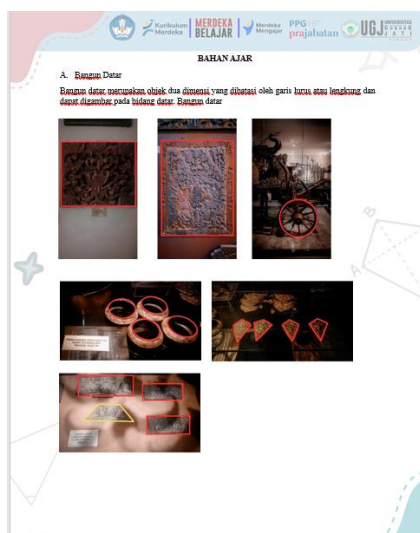 Kurikulum
Merdeka
MERDEKA
BELAJAR
Merdeka
Mengajar
PPG
prajabatan
UGJ
BAHAN AJAR
A. Bangun Datar
Bangun datar merupakan objek dua dimensi yang dibatasi oleh garis lurus atau lengkung dan
dapat digambar pada bidang datar. Bangun datar
B
A